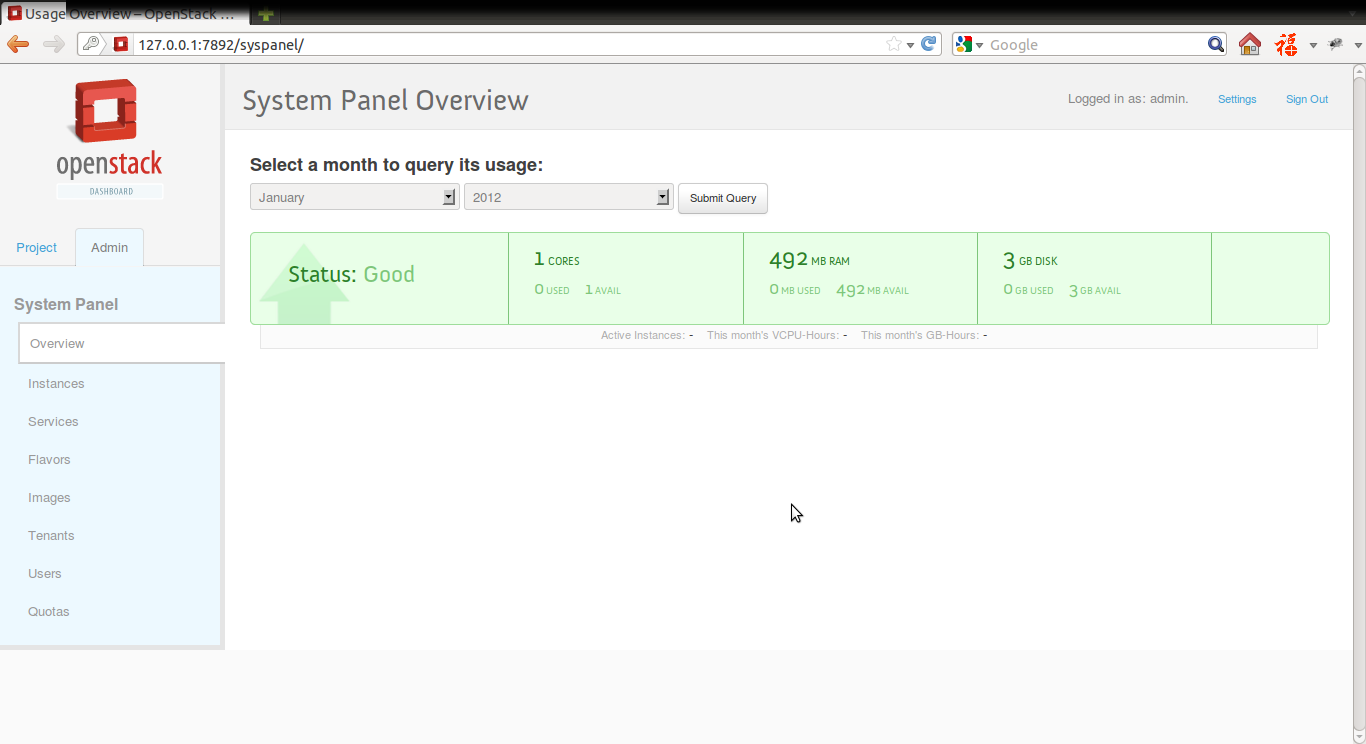 Usage Overview – OpenStack ...
127.0.0.1:7892/syspanel/
Google
福
openstack
DASHBOARD
System Panel Overview
Logged in as: admin. Settings Sign Out
Project Admin
System Panel
Overview
Instances
Services
Flavors
Images
Tenants
Users
Quotas
Select a month to query its usage:
January 2012 Submit Query
Status: Good
1 CORES
0 USED 1 AVAIL
492 MB RAM
0 MB USED 492 MB AVAIL
3 GB DISK
0 GB USED 3 GB AVAIL
Active Instances: - This month's VCPU-Hours: - This month's GB-Hours: -